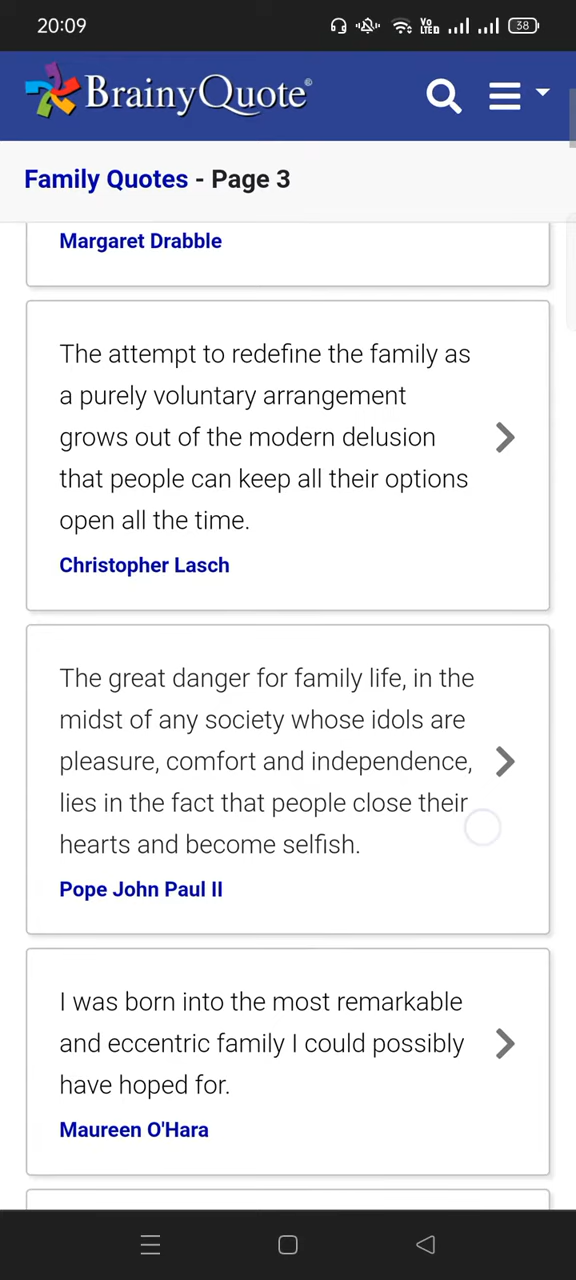 20:09
Vo
LTED
38
BrainyQuote®
Family Quotes - Page 3
Margaret Drabble
The attempt to redefine the family as
a purely voluntary arrangement
grows out of the modern delusion
that people can keep all their options
open all the time.
Christopher Lasch
The great danger for family life, in the
midst of any society whose idols are
pleasure, comfort and independence,
lies in the fact that people close their
hearts and become selfish.
Pope John Paul II
I was born into the most remarkable
and eccentric family I could possibly
have hoped for.
Maureen O'Hara